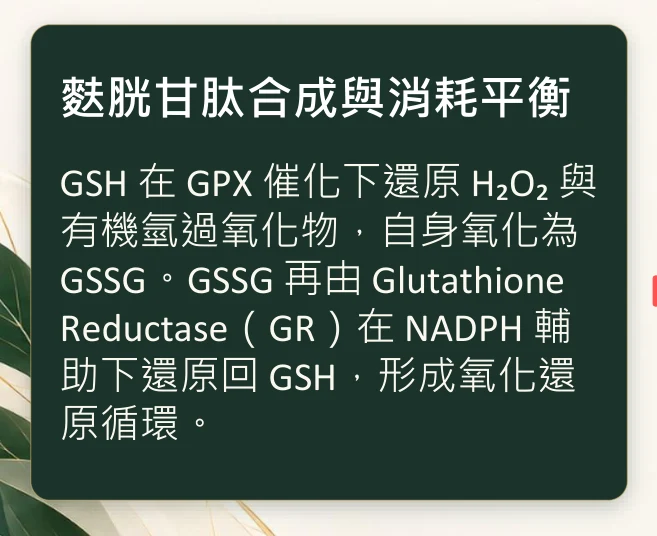 麩胱甘肽合成與消耗平衡
GSH 在 GPX 催化下還原 H₂O₂ 與
有機氫過氧化物，自身氧化為
GSSG。GSSG 再由 Glutathione
Reductase（GR）在 NADPH 輔
助下還原回 GSH，形成氧化還
原循環。